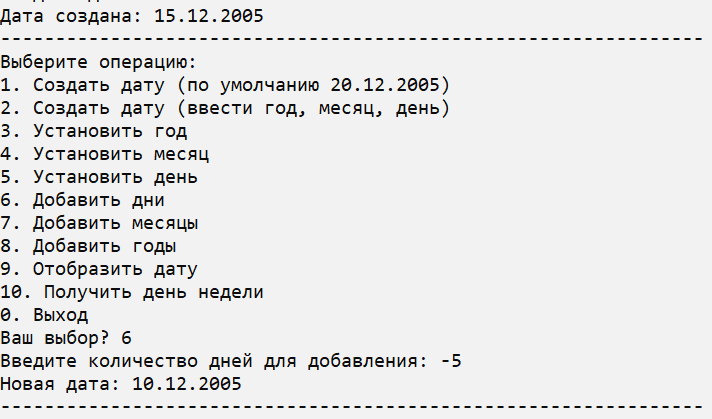 Дата создана: 15.12.2005
----------------------------------------------------------------
Выберите операцию:
1. Создать дату (по умолчанию 20.12.2005)
2. Создать дату (ввести год, месяц, день)
3. Установить год
4. Установить месяц
5. Установить день
6. Добавить дни
7. Добавить месяцы
8. Добавить годы
9. Отобразить дату
10. Получить день недели
0. Выход
Ваш выбор? 6
Введите количество дней для добавления: -5
Новая дата: 10.12.2005
----------------------------------------------------------------